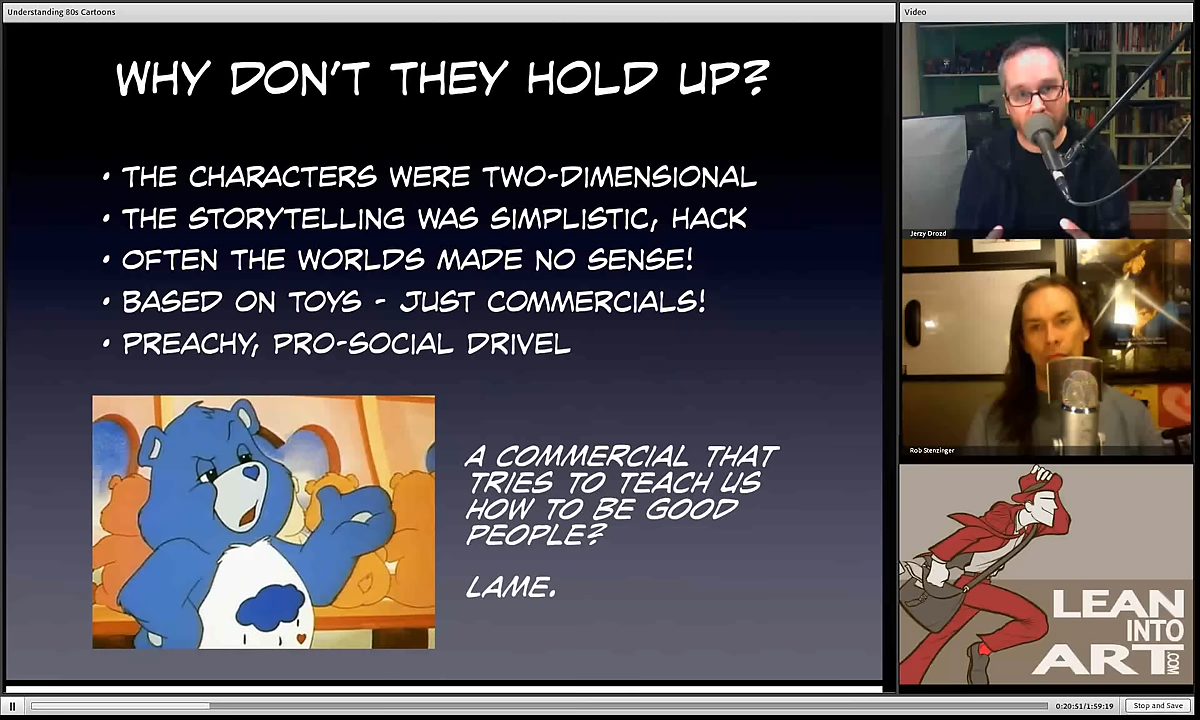 Understanding 80s Cartoons
WHY DON'T THEY HOLD UP?
• THE CHARACTERS WERE TWO-DIMENSIONAL
• THE STORYTELLING WAS SIMPLISTIC, HACK
• OFTEN THE WORLDS MADE NO SENSE!
• BASED ON TOYS - JUST COMMERCIALS!
• PREACHY, PRO-SOCIAL DRIVEL
A COMMERCIAL THAT
TRIES TO TEACH US
HOW TO BE GOOD
PEOPLE?
LAME.
Video
Jerzy Drozd
Rob Stenzinger
LEAN
INTO
ART
.COM
0:20:51/1:59:19
Stop and Save